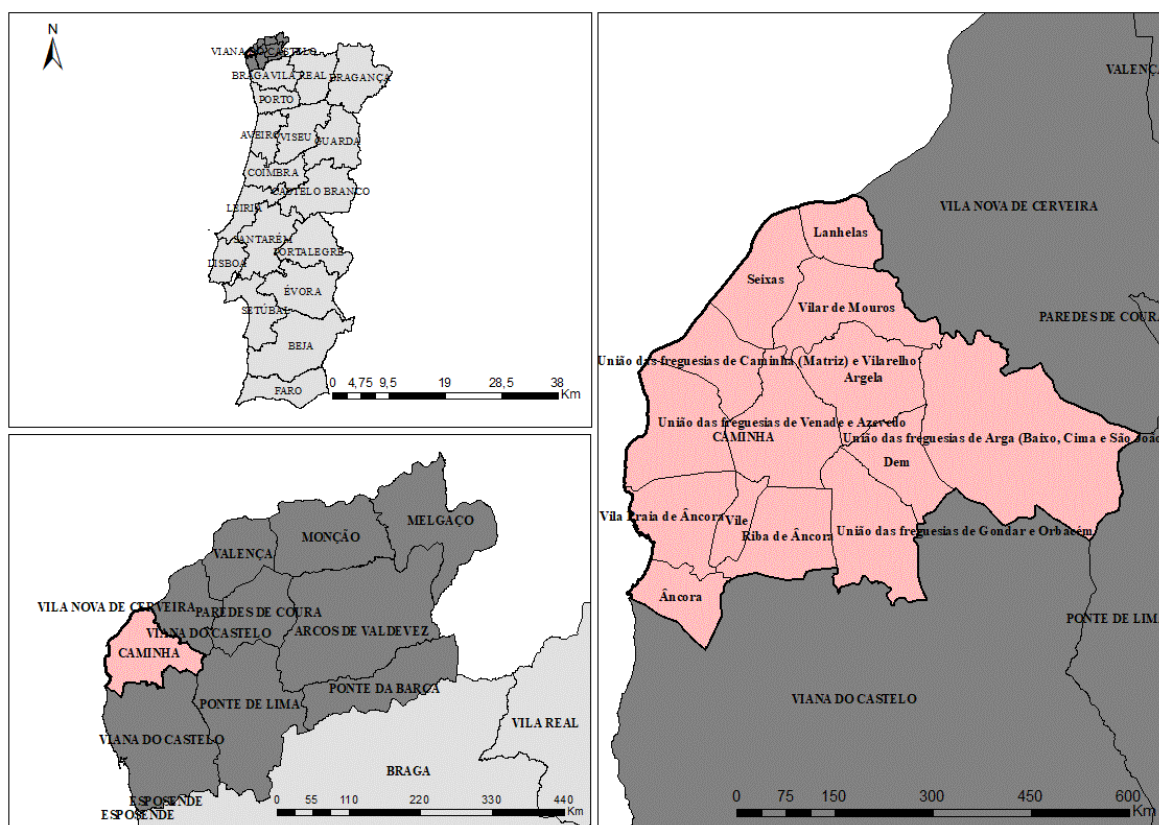 N
VIANA DO CASTELO
BRAGA
VILA REAL
BRAGANÇA
PORTO
AVEIRO
VISEU
GUARDA
COIMBRA
CASTELO BRANCO
LEIRIA
SANTARÉM
PORTALEGRE
LISBOA
ÉVORA
SETÚBAL
BEJA
FARO
0 4,75 9,5 19 28,5 38
Km
MELGAÇO
MONÇÃO
VALENÇA
VILA NOVA DE CERVEIRA
PAREDES DE COURA
VIANA DO CASTELO
ARCOS DE VALDEVEZ
CAMINHA
PONTE DA BARCA
PONTE DE LIMA
VILA REAL
VIANA DO CASTELO
BRAGA
ESPOSENDE
ESPOSENDE
0 55 110 220 330 440
Km
VALENÇA
VILA NOVA DE CERVEIRA
Lanhelas
Seixas
Vilar de Mouros
PAREDES DE COURA
União das freguesias de Caminha (Matriz) e Vilarelho
Argela
União das freguesias de Venade e Azevedo
CAMINHA
União das freguesias de Arga (Baixo, Cima e São João
Dem
Vila Praia de Âncora
Vile
União das freguesias de Gondar e Orbacém
Riba de Âncora
Âncora
PONTE DE LIMA
VIANA DO CASTELO
0 75 150 300 450 600
Km